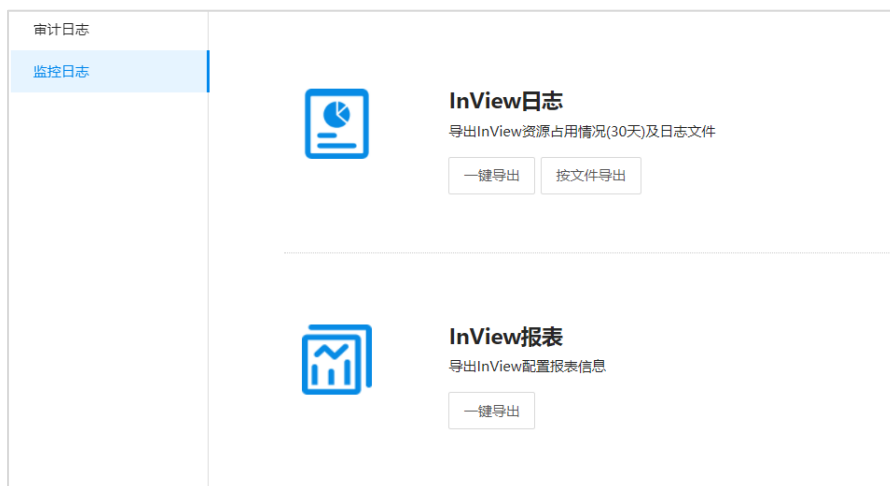 审计日志
监控日志
InView日志
导出InView资源占用情况(30天)及日志文件
一键导出 按文件导出
InView报表
导出InView配置报表信息
一键导出